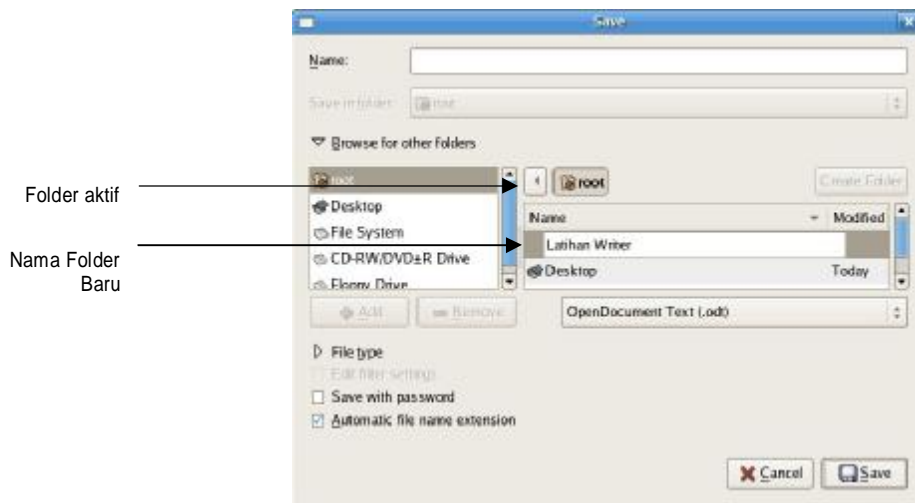 Save
Name:
Save in folder: root
Browse for other folders
Folder aktif
root
root
Create Folder
Desktop
Name
Modified
File System
Latihan Writer
Nama Folder
Baru
CD-RW/DVD±R Drive
Desktop
Today
Floppy Drive
Add
Remove
OpenDocument Text (.odt)
File type
Edit filter settings
Save with password
Automatic file name extension
Cancel
Save